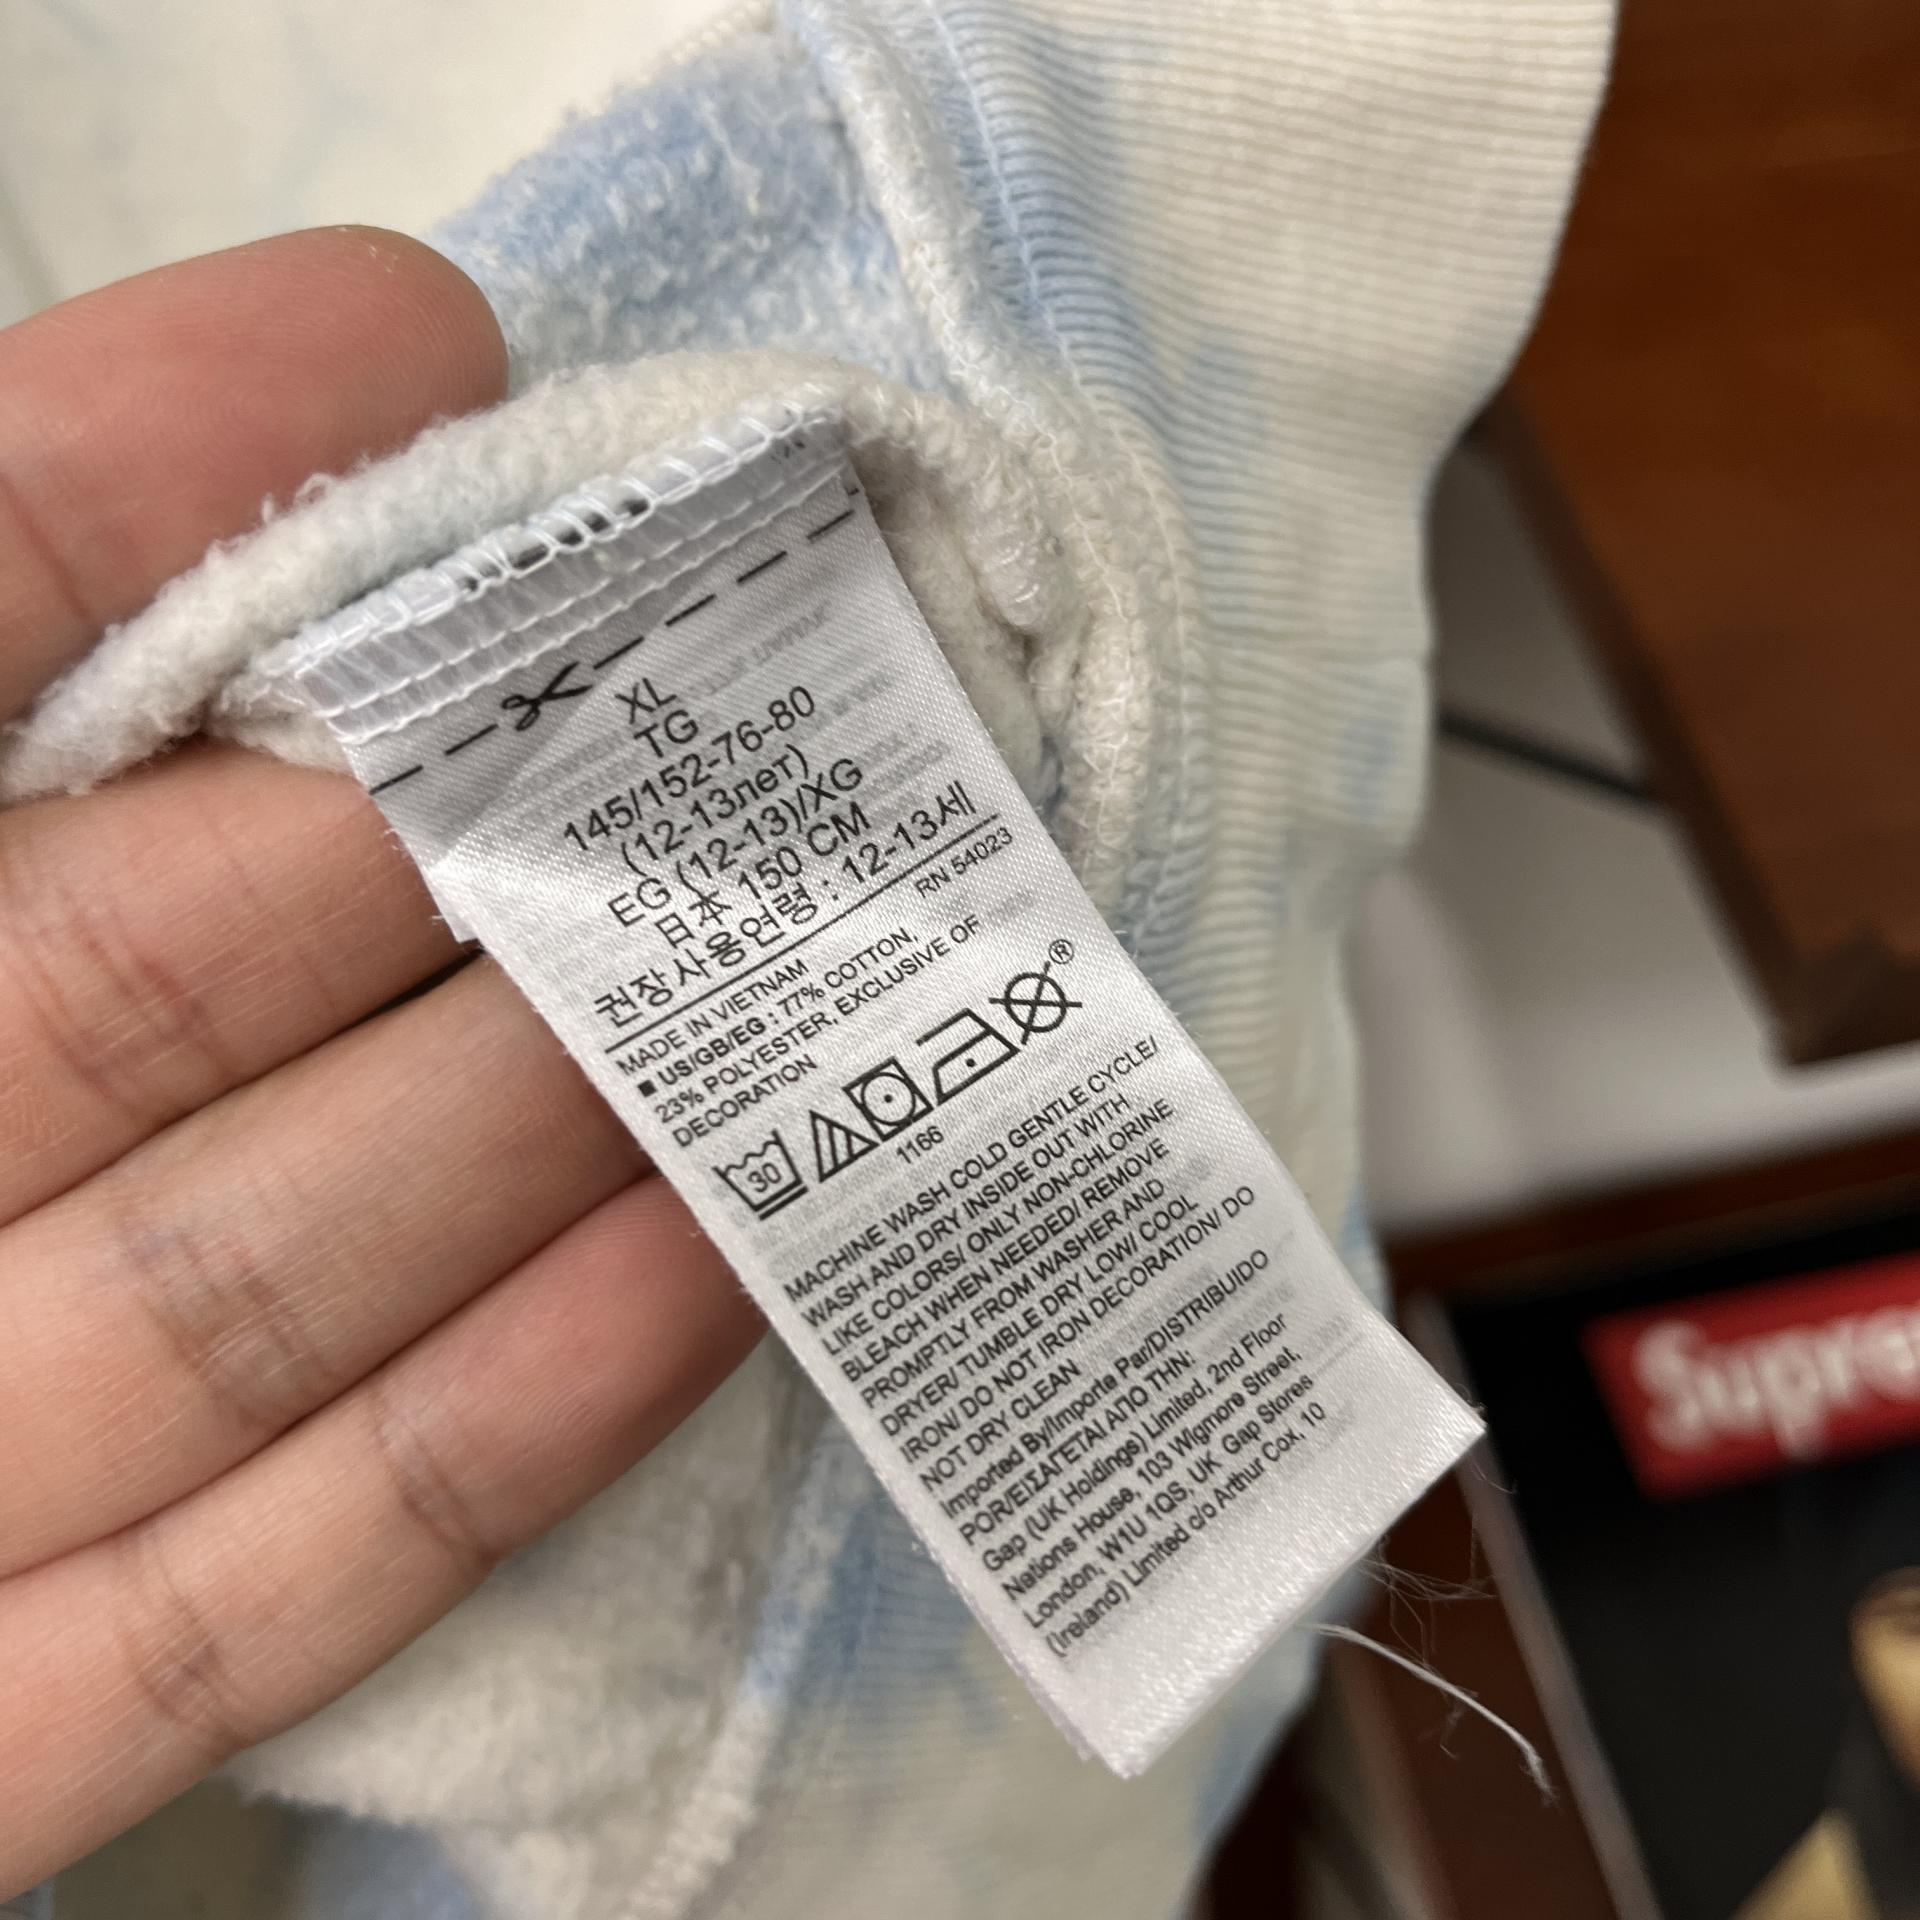 XL
TG
145/152-76-80
(12-13лет)
EG (12-13)/XG
日本 150 CM
권장사용연령 : 12-13세
RN 54023
MADE IN VIETNAM
■ US/GB/EG : 77% COTTON,
23% POLYESTER, EXCLUSIVE OF
DECORATION
30
®
1166
MACHINE WASH COLD GENTLE CYCLE/
WASH AND DRY INSIDE OUT WITH
LIKE COLORS/ ONLY NON-CHLORINE
BLEACH WHEN NEEDED/ REMOVE
PROMPTLY FROM WASHER AND
DRYER/ TUMBLE DRY LOW/ COOL
IRON/ DO NOT IRON DECORATION/ DO
NOT DRY CLEAN
Imported By/Importe Par/DISTRIBUIDO
POR/ΕΙΣΑΓΕΤΑΙ ΑΠΟ ΤΗΝ:
Gap (UK Holdings) Limited, 2nd Floor
Nations House, 103 Wigmore Street,
London, W1U 1QS, UK Gap Stores
(Ireland) Limited c/o Arthur Cox, 10